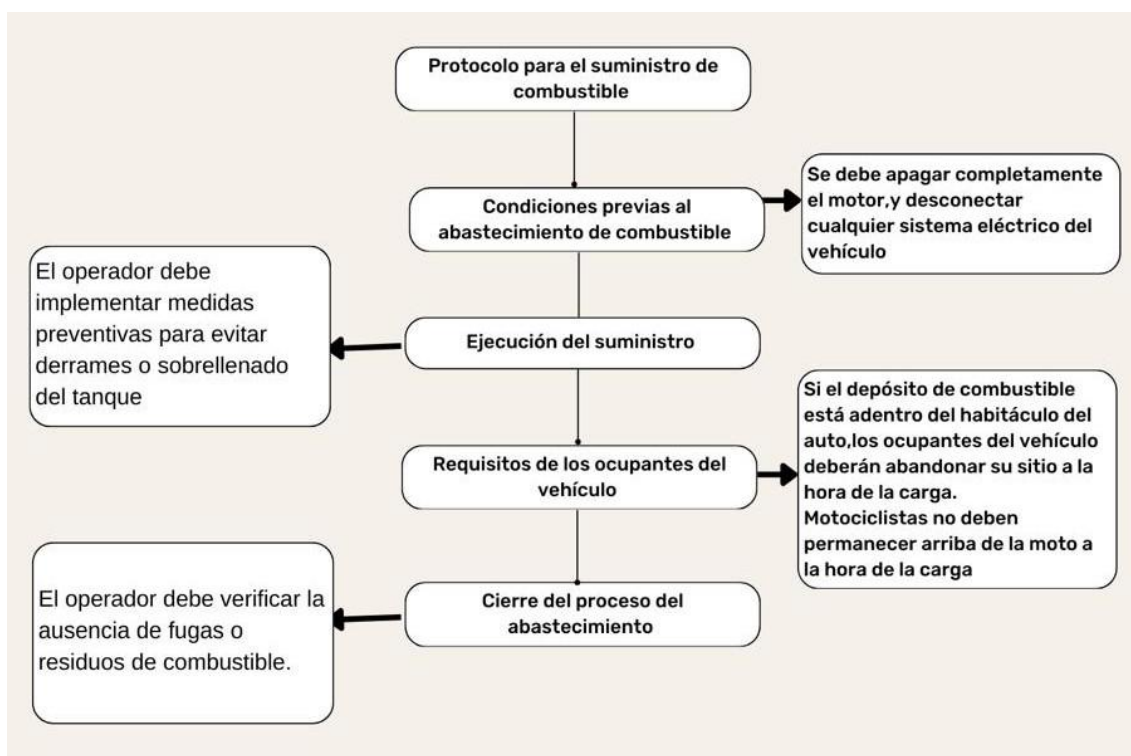 Protocolo para el suministro de
combustible
Condiciones previas al
abastecimiento de combustible
Se debe apagar completamente
el motor,y desconectar
cualquier sistema eléctrico del
vehículo
Ejecución del suministro
El operador debe
implementar medidas
preventivas para evitar
derrames o sobrellenado
del tanque
Requisitos de los ocupantes del
vehículo
Si el depósito de combustible
está adentro del habitáculo del
auto,los ocupantes del vehículo
deberán abandonar su sitio a la
hora de la carga.
Motociclistas no deben
permanecer arriba de la moto a
la hora de la carga
Cierre del proceso del
abastecimiento
El operador debe verificar la
ausencia de fugas o
residuos de combustible.